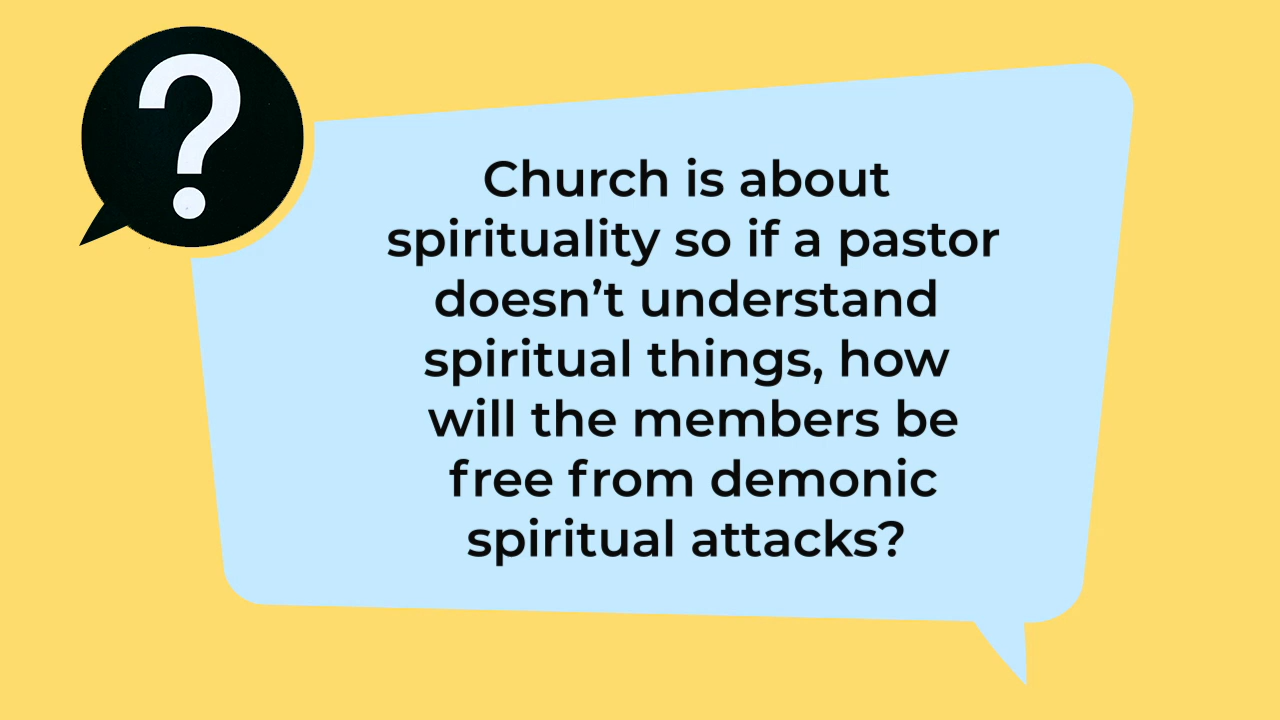 ?
Church is about
spirituality so if a pastor
doesn’t understand
spiritual things, how
will the members be
free from demonic
spiritual attacks?